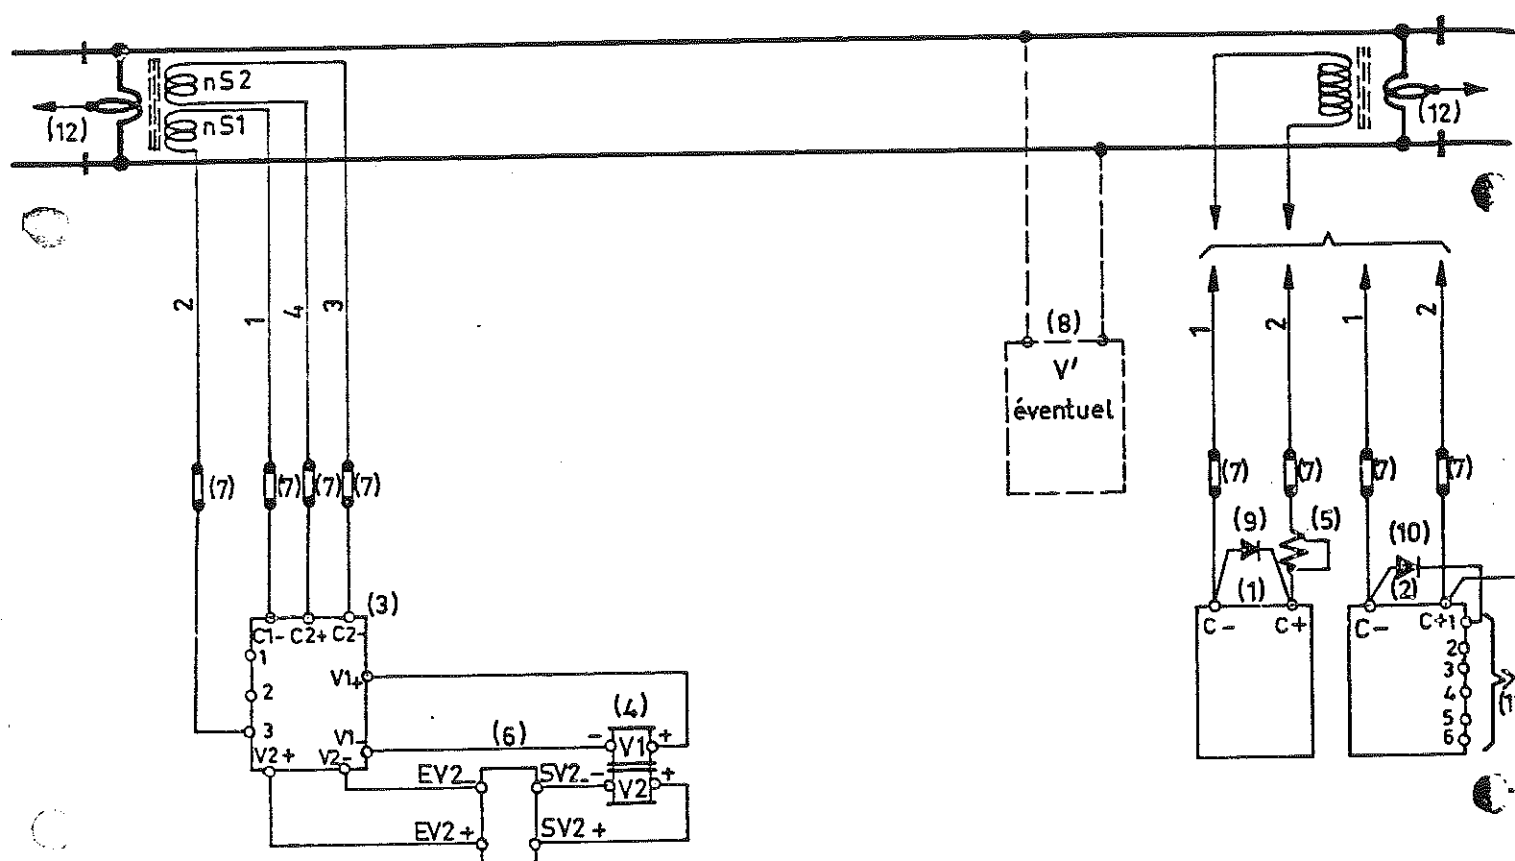 nS2
nS1
(12)
(12)
2
1
4
3
(8)
V'
éventuel
1
2
1
2
(7)
(7)
(7)
(7)
(7)
(7)
(7)
(7)
(9)
(5)
(10)
(1)
(2)
(3)
C1- C2+ C2-
1
2
3
V1+
V1-
V2+
V2-
(6)
(4)
- V1 +
EV2-
SV2-
- V2 +
EV2+
SV2+
C- C+
C- C+1
2
3
4
5
6